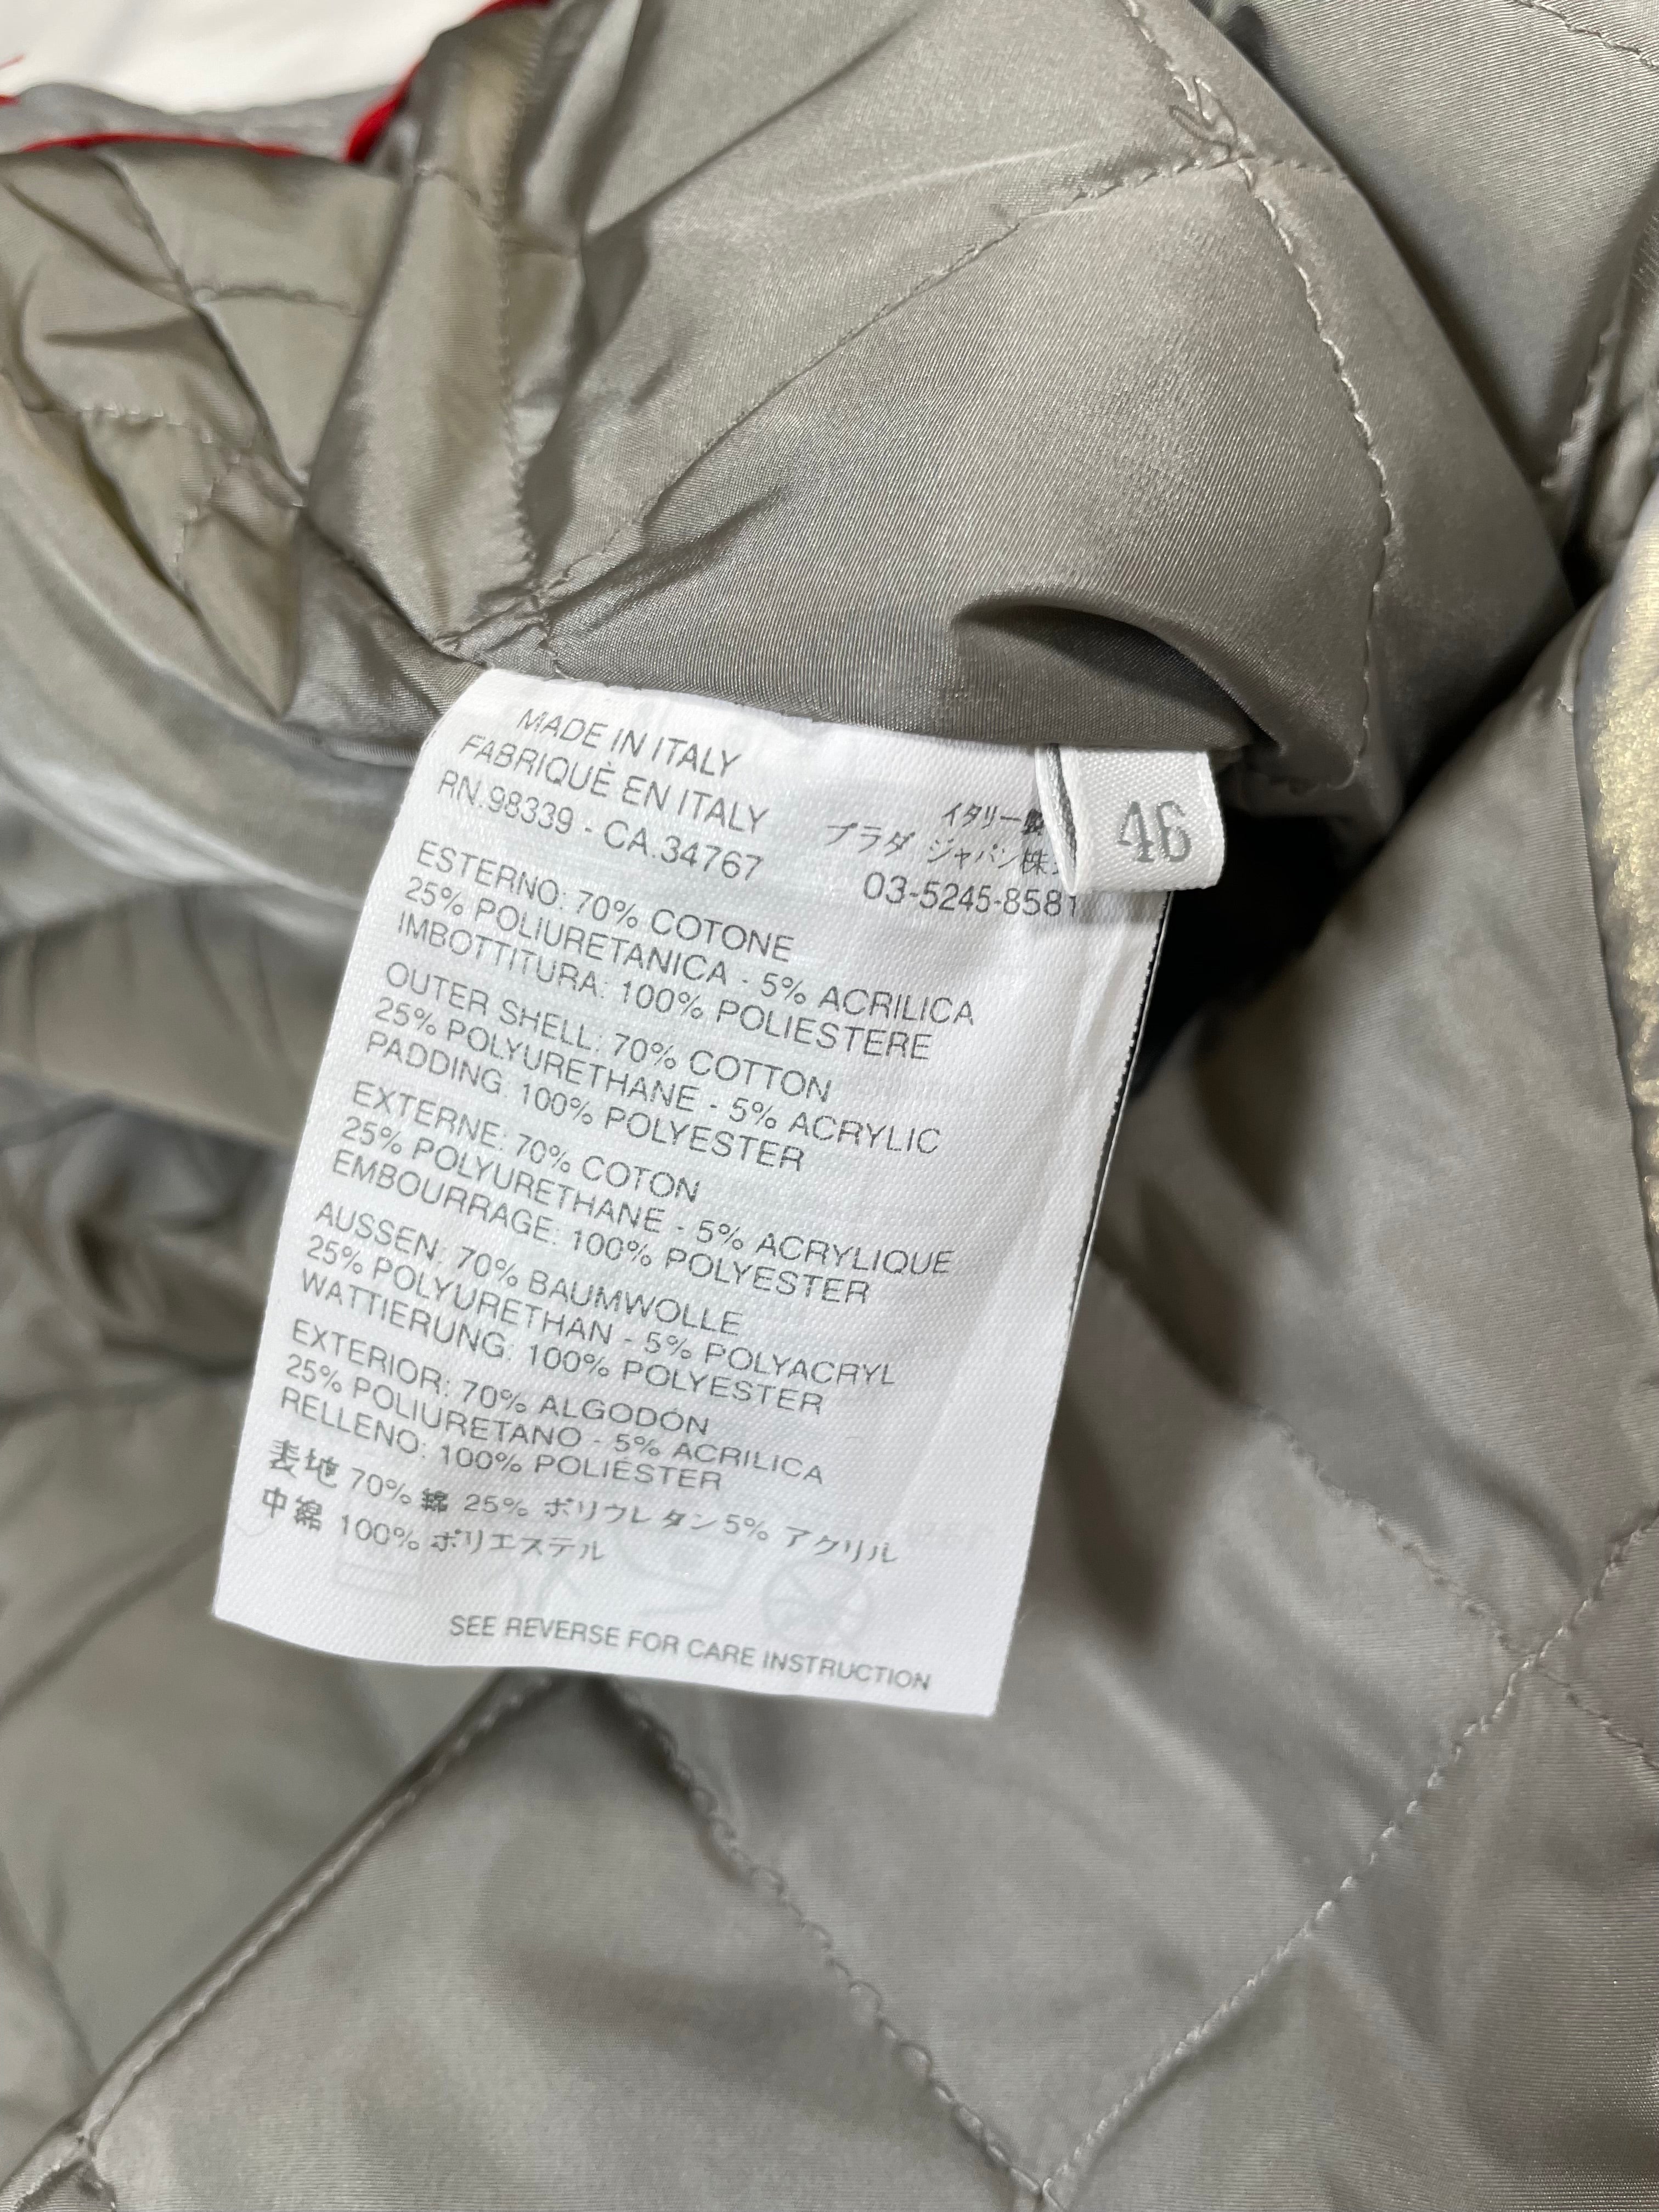 MADE IN ITALY
FABRIQUÉ EN ITALY
RN.98339 - CA.34767
イタリー製
プラダ ジャパン株
03-5245-8581
46
ESTERNO: 70% COTONE
25% POLIURETANICA - 5% ACRILICA
IMBOTTITURA: 100% POLIESTERE
OUTER SHELL: 70% COTTON
25% POLYURETHANE - 5% ACRYLIC
PADDING: 100% POLYESTER
EXTERNE: 70% COTON
25% POLYURETHANE - 5% ACRYLIQUE
EMBOURRAGE: 100% POLYESTER
AUSSEN: 70% BAUMWOLLE
25% POLYURETHAN - 5% POLYACRYL
WATTIERUNG: 100% POLYESTER
EXTERIOR: 70% ALGODÓN
25% POLIURETANO - 5% ACRILICA
RELLENO: 100% POLIÉSTER
表地 70% 綿 25% ポリウレタン 5% アクリル
中綿 100% ポリエステル
SEE REVERSE FOR CARE INSTRUCTION